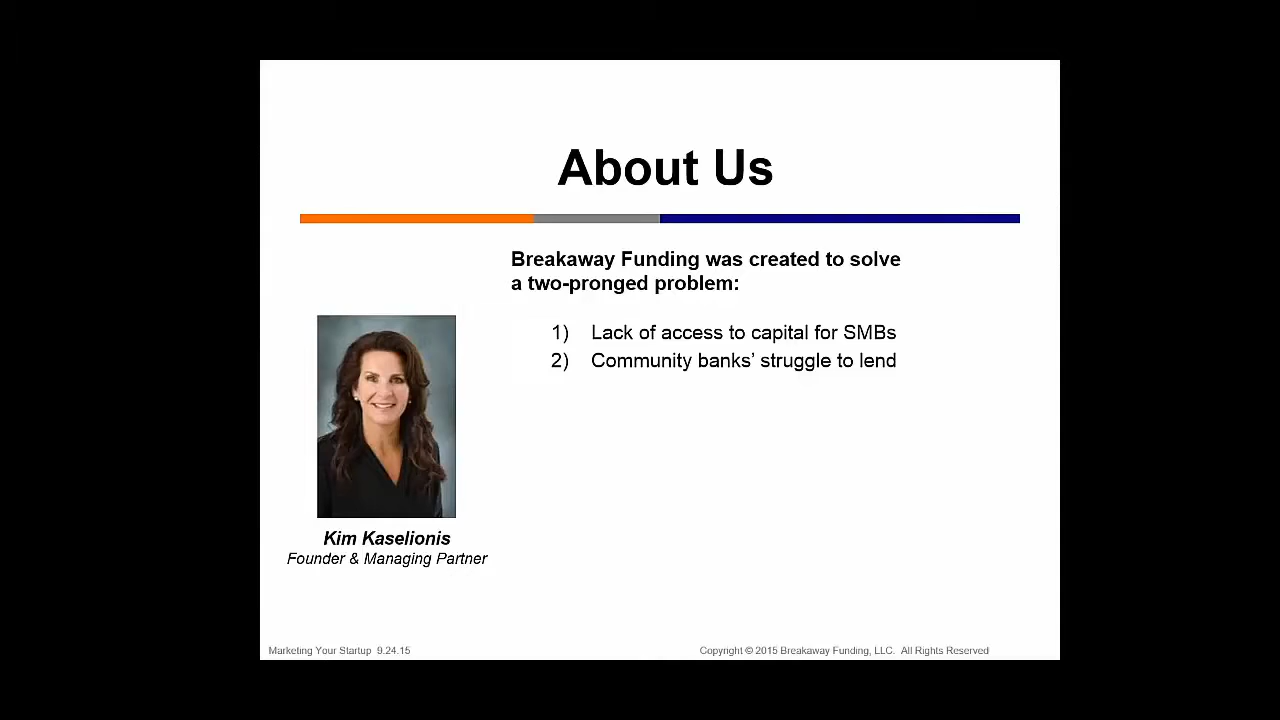 About Us
Breakaway Funding was created to solve
a two-pronged problem:
1) Lack of access to capital for SMBs
2) Community banks’ struggle to lend
Kim Kaselionis
Founder & Managing Partner
Marketing Your Startup 9.24.15
Copyright © 2015 Breakaway Funding, LLC. All Rights Reserved